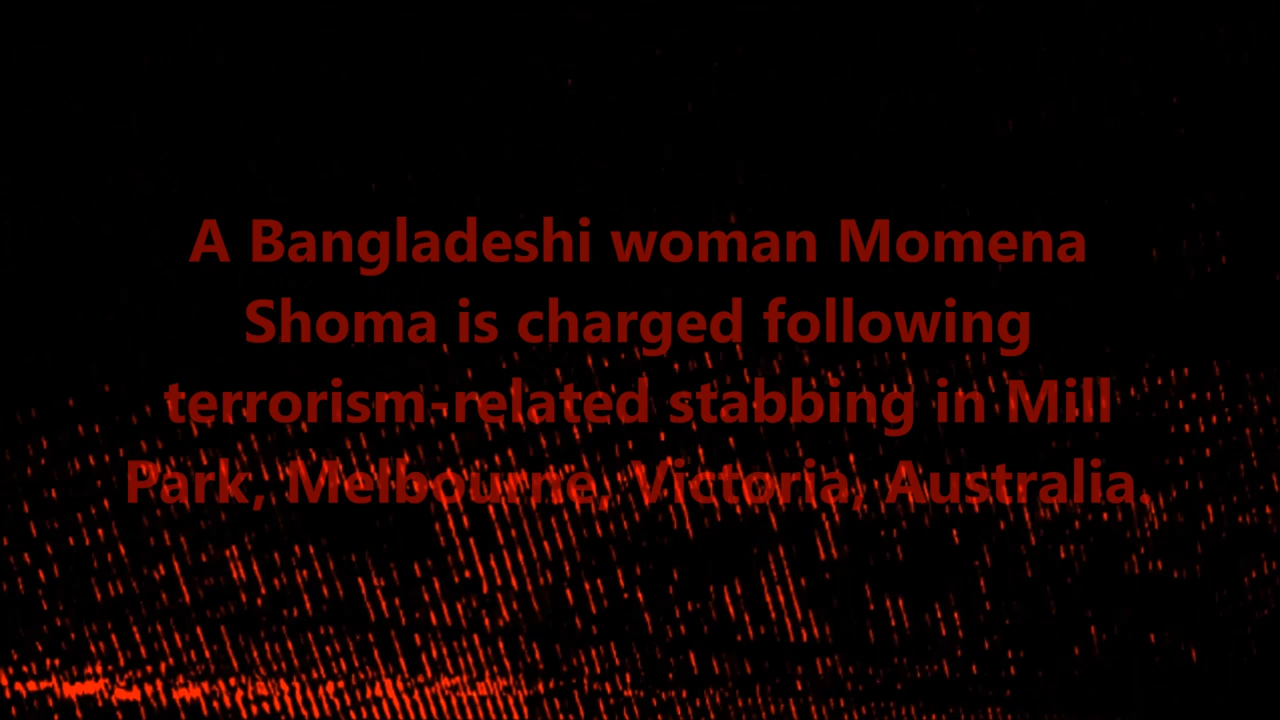 A Bangladeshi woman Momena
Shoma is charged following
terrorism-related stabbing in Mill
Park, Melbourne, Victoria, Australia.